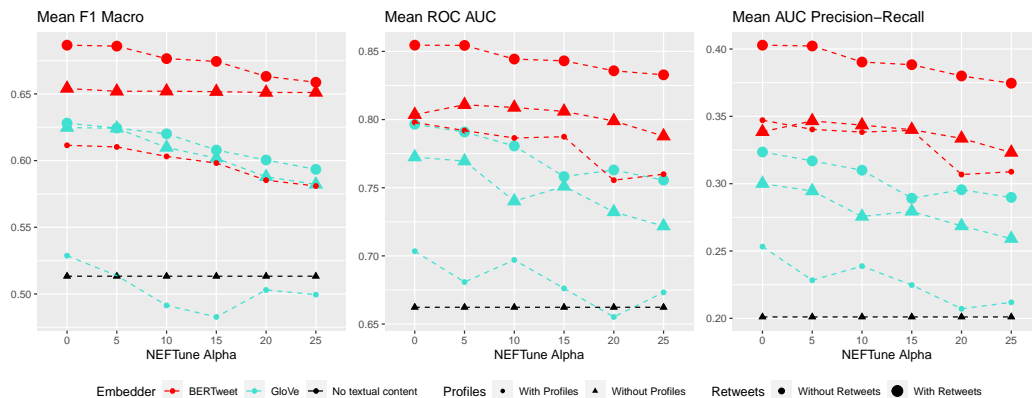 Mean F1 Macro
0.65
0.60
0.55
0.50
0 5 10 15 20 25
NEFTune Alpha
Mean ROC AUC
0.85
0.80
0.75
0.70
0.65
0 5 10 15 20 25
NEFTune Alpha
Mean AUC Precision−Recall
0.40
0.35
0.30
0.25
0.20
0 5 10 15 20 25
NEFTune Alpha
Embedder BERTweet GloVe No textual content Profiles With Profiles Without Profiles Retweets Without Retweets With Retweets